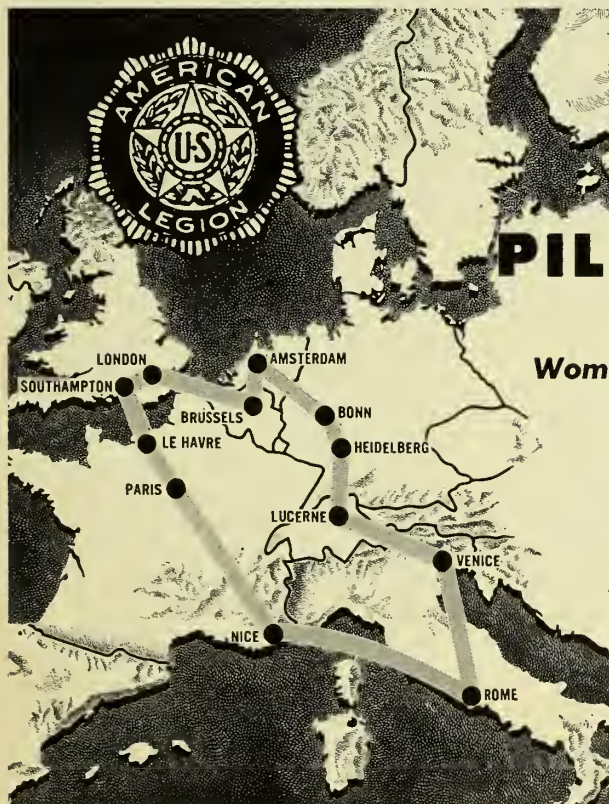 AMERICAN
U·S
LEGION
PIL
Wom
LONDON
AMSTERDAM
SOUTHAMPTON
BRUSSELS
BONN
LE HAVRE
HEIDELBERG
PARIS
LUCERNE
VENICE
NICE
ROME